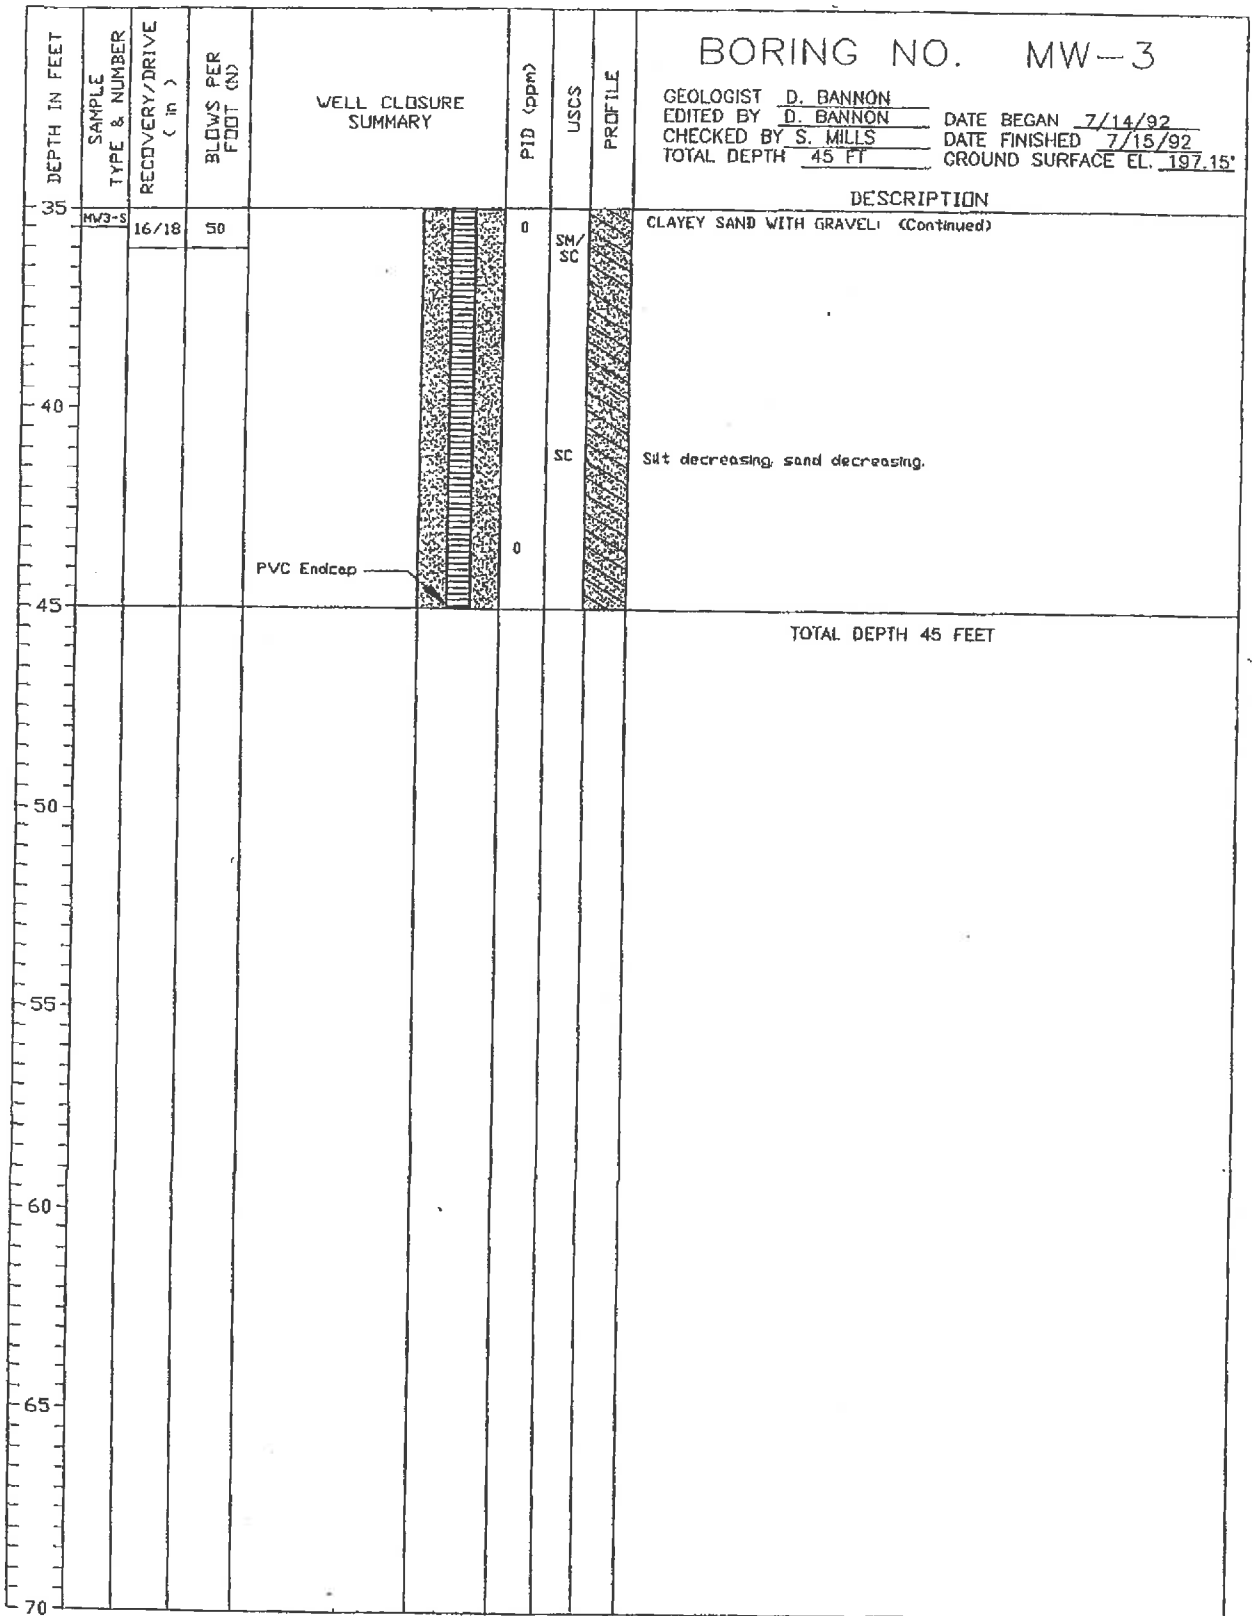 BORING NO. MW-3
GEOLOGIST D. BANNON
EDITED BY D. BANNON
CHECKED BY S. MILLS
TOTAL DEPTH 45 FT
DATE BEGAN 7/14/92
DATE FINISHED 7/15/92
GROUND SURFACE EL. 197.15'
DEPTH IN FEET
SAMPLE
TYPE & NUMBER
RECOVERY/DRIVE
( in )
BLOWS PER
FOOT (N)
WELL CLOSURE
SUMMARY
PID (ppm)
USCS
PROFILE
DESCRIPTION
35
MW3-S
16/18
50
0
SM/
SC
CLAYEY SAND WITH GRAVEL: (Continued)
40
SC
Silt decreasing, sand decreasing.
0
PVC Endcap
45
TOTAL DEPTH 45 FEET
50
55
60
65
70